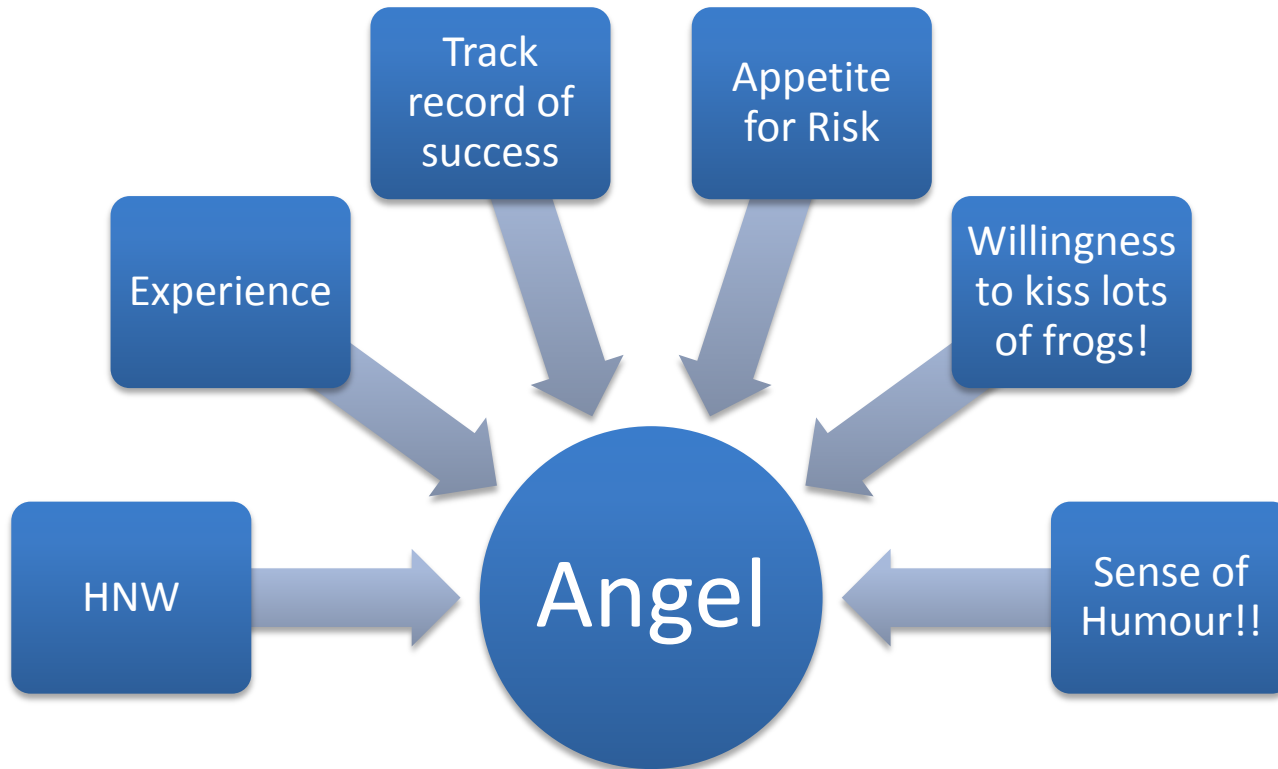 Track
record of
success
Appetite
for Risk
Experience
Willingness
to kiss lots
of frogs!
HNW
Angel
Sense of
Humour!!